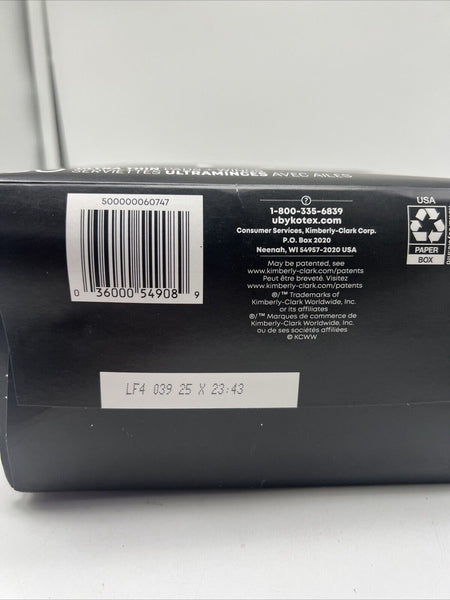 SERVIETTES ULTRAMINCES AVEC AILES
500000060747
0 36000 54908 9
?
1-800-335-6839
ubykotex.com
Consumer Services, Kimberly-Clark Corp.
P.O. Box 2020
Neenah, WI 54957-2020 USA
May be patented, see
www.kimberly-clark.com/patents
Peut être breveté. Visitez
www.kimberly-clark.com/patents
®/™ Trademarks of
Kimberly-Clark Worldwide, Inc.
or its affiliates
®/™ Marques de commerce de
Kimberly-Clark Worldwide, Inc.
ou de ses sociétés affiliées
© KCWW
USA
PAPER
BOX
LF4 039 25 X 23:43